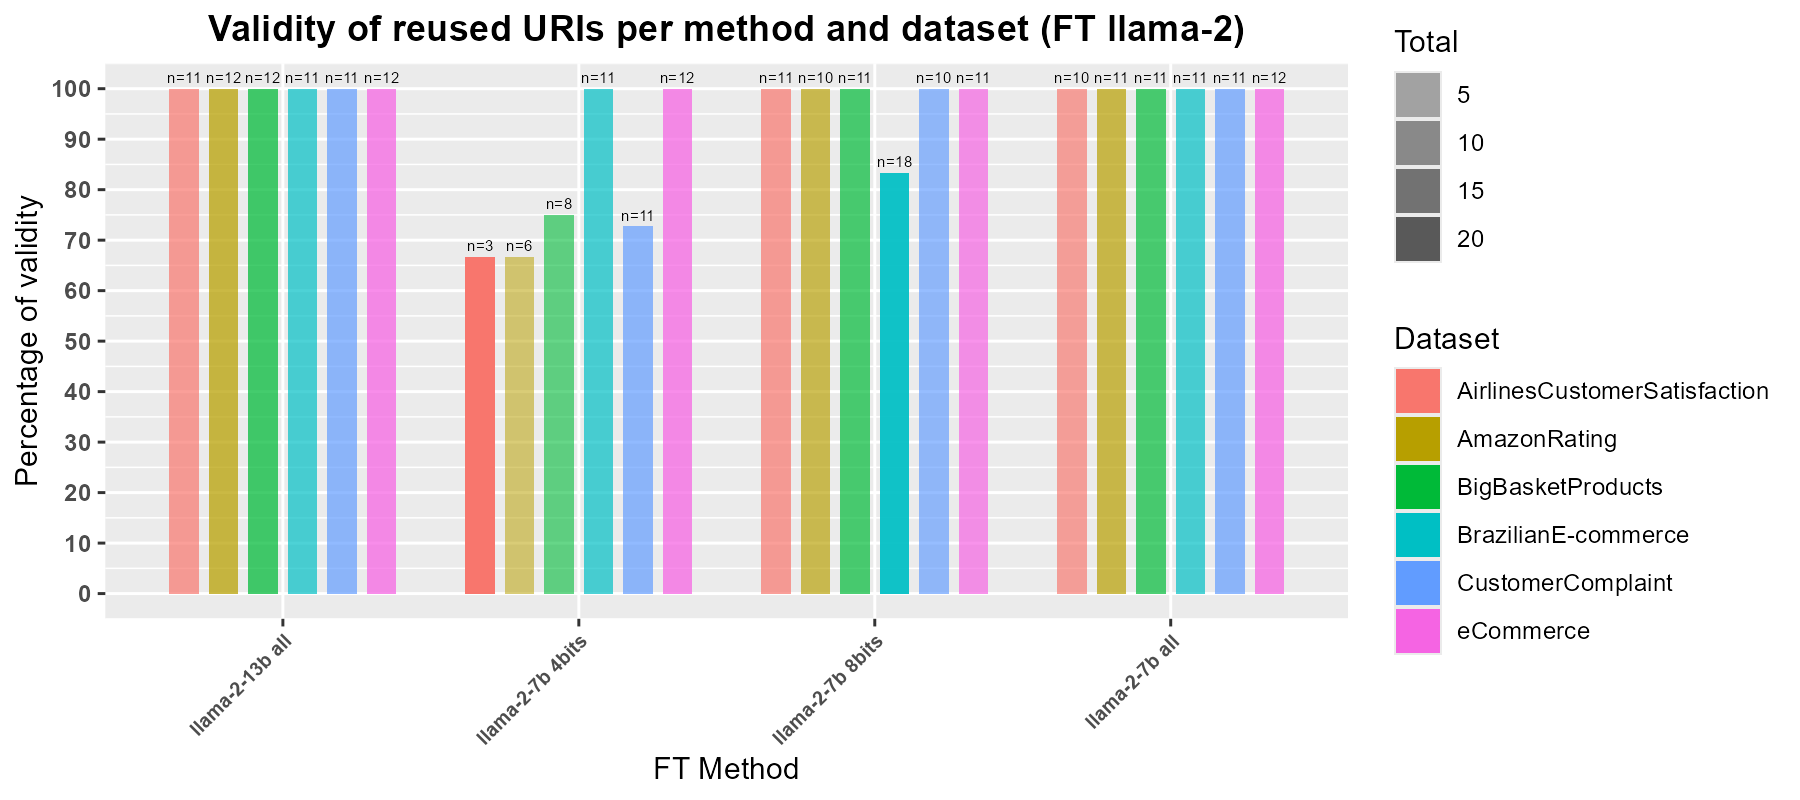 Validity of reused URIs per method and dataset (FT llama-2)
n=11 n=12 n=12 n=11 n=11 n=12
n=3 n=6 n=8 n=11 n=11 n=12
n=11 n=10 n=11 n=18 n=10 n=11
n=10 n=11 n=11 n=11 n=11 n=12
Percentage of validity
100
90
80
70
60
50
40
30
20
10
0
llama-2-13b all
llama-2-7b 4bits
llama-2-7b 8bits
llama-2-7b all
FT Method
Total
5
10
15
20
Dataset
AirlinesCustomerSatisfaction
AmazonRating
BigBasketProducts
BrazilianE-commerce
CustomerComplaint
eCommerce